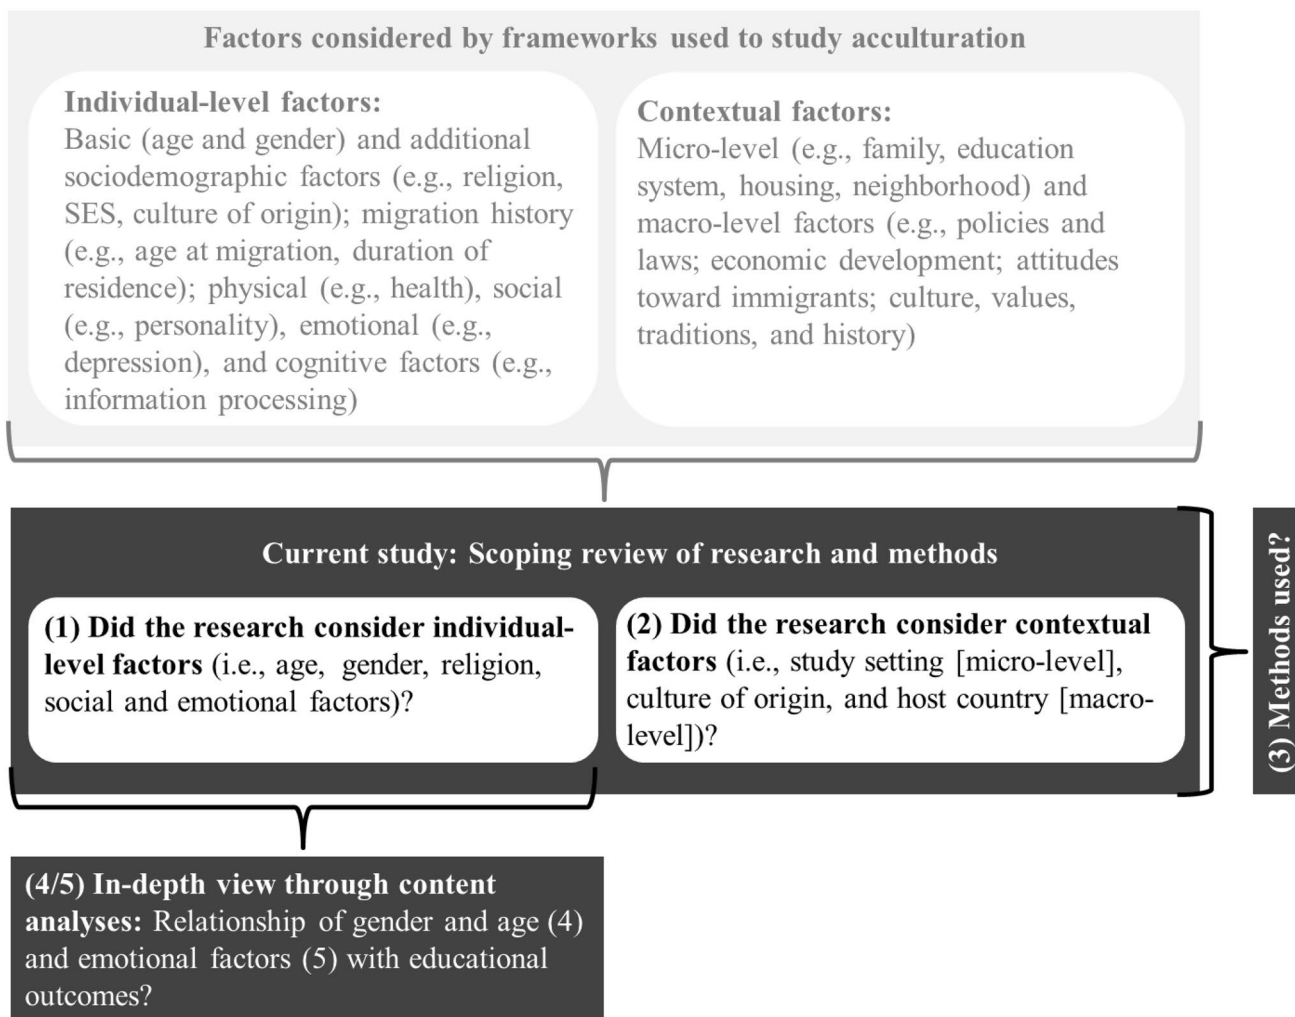 Factors considered by frameworks used to study acculturation
Individual-level factors:
Basic (age and gender) and additional
sociodemographic factors (e.g., religion,
SES, culture of origin); migration history
(e.g., age at migration, duration of
residence); physical (e.g., health), social
(e.g., personality), emotional (e.g.,
depression), and cognitive factors (e.g.,
information processing)
Contextual factors:
Micro-level (e.g., family, education
system, housing, neighborhood) and
macro-level factors (e.g., policies and
laws; economic development; attitudes
toward immigrants; culture, values,
traditions, and history)
Current study: Scoping review of research and methods
(1) Did the research consider individual-
level factors (i.e., age, gender, religion,
social and emotional factors)?
(2) Did the research consider contextual
factors (i.e., study setting [micro-level],
culture of origin, and host country [macro-
level])?
(3) Methods used?
(4/5) In-depth view through content
analyses: Relationship of gender and age (4)
and emotional factors (5) with educational
outcomes?